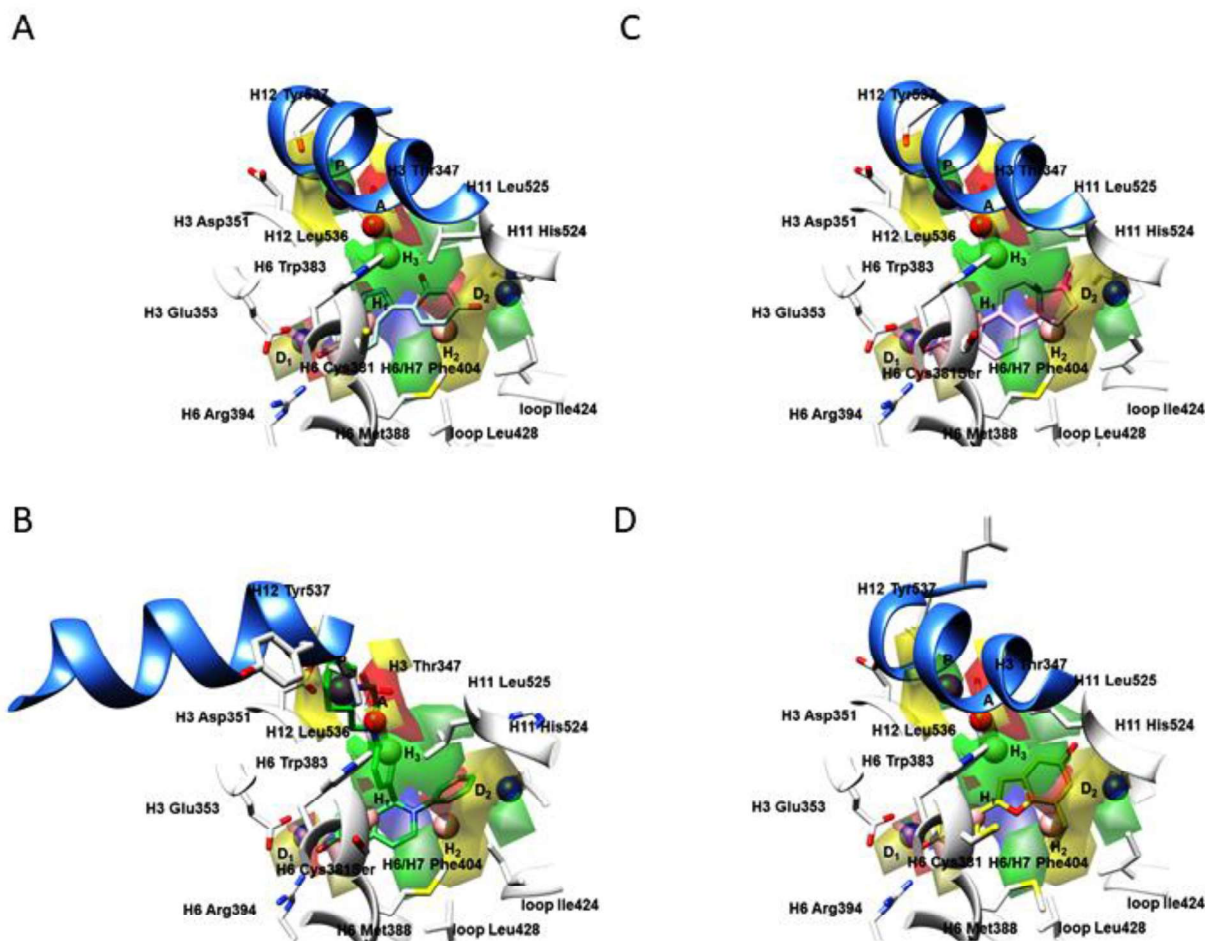 A
H12 Tyr537
P
H3 Thr347
H11 Leu525
A
H3 Asp351
H12 Leu536
H11 His524
H6 Trp383
H3
D2
H3 Glu353
H1
D1
H2
H6 Cys381
H6/H7 Phe404
H6 Arg394
loop Ile424
H6 Met388
loop Leu428
C
H12 Tyr537
P
H3 Thr347
H11 Leu525
A
H3 Asp351
H12 Leu536
H11 His524
H6 Trp383
H3
D2
H3 Glu353
H1
D1
H2
H6 Cys381Ser
H6/H7 Phe404
H6 Arg394
loop Ile424
H6 Met388
loop Leu428
B
H12 Tyr537
P
H3 Thr347
H11 Leu525
A
H3 Asp351
H12 Leu536
H11 His524
H6 Trp383
H3
D2
H3 Glu353
H1
D1
H2
H6 Cys381Ser
H6/H7 Phe404
H6 Arg394
loop Ile424
H6 Met388
loop Leu428
D
H12 Tyr537
P
H3 Thr347
H11 Leu525
A
H3 Asp351
H12 Leu536
H11 His524
H6 Trp383
H3
D2
H3 Glu353
H1
D1
H2
H6 Cys381
H6/H7 Phe404
H6 Arg394
loop Ile424
H6 Met388
loop Leu428